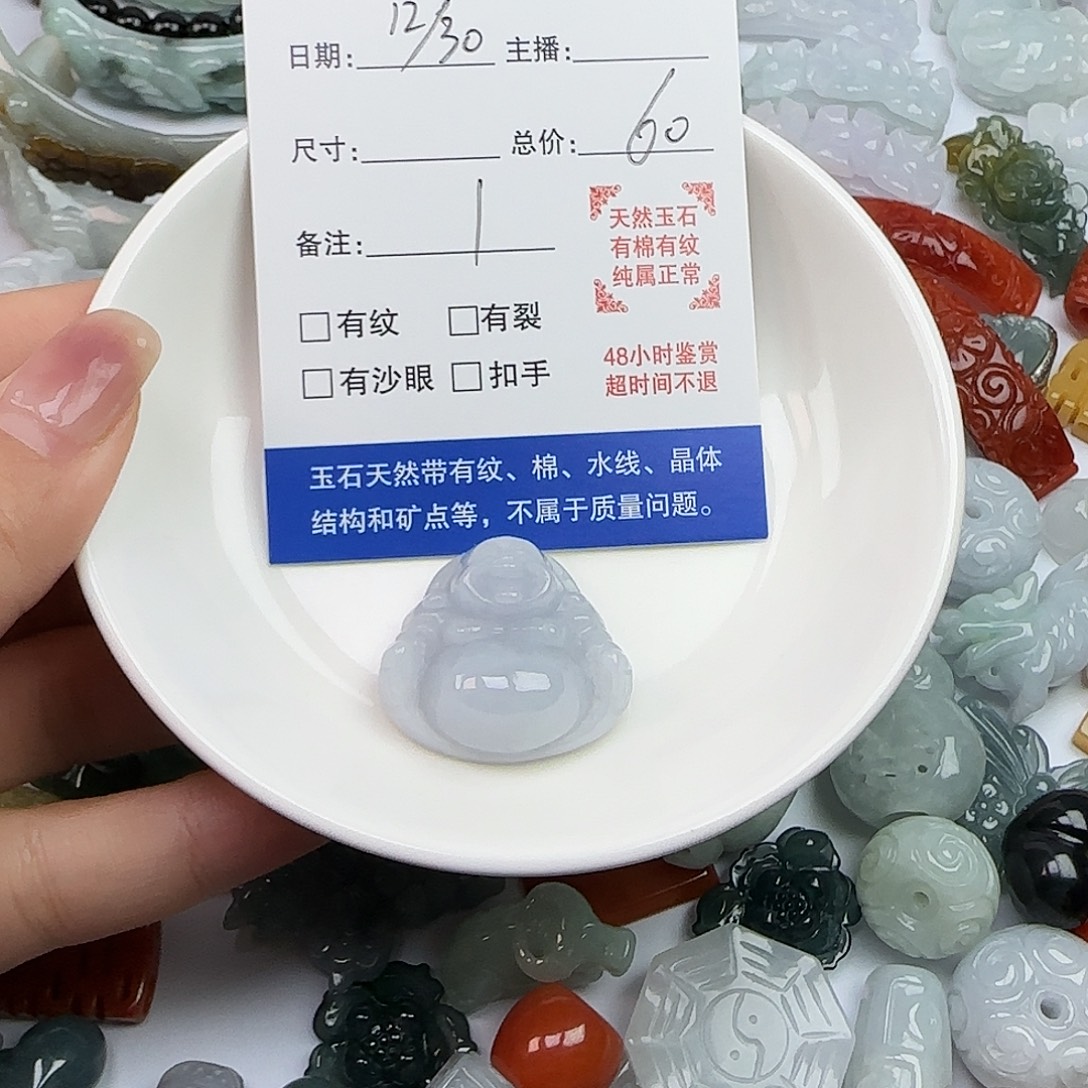 日期: 12/30 主播:
尺寸: 总价: 60
备注: 1
天然玉石
有棉有纹
纯属正常
□有纹 □有裂
□有沙眼 □扣手
48小时鉴赏
超时间不退
玉石天然带有纹、棉、水线、晶体
结构和矿点等，不属于质量问题。